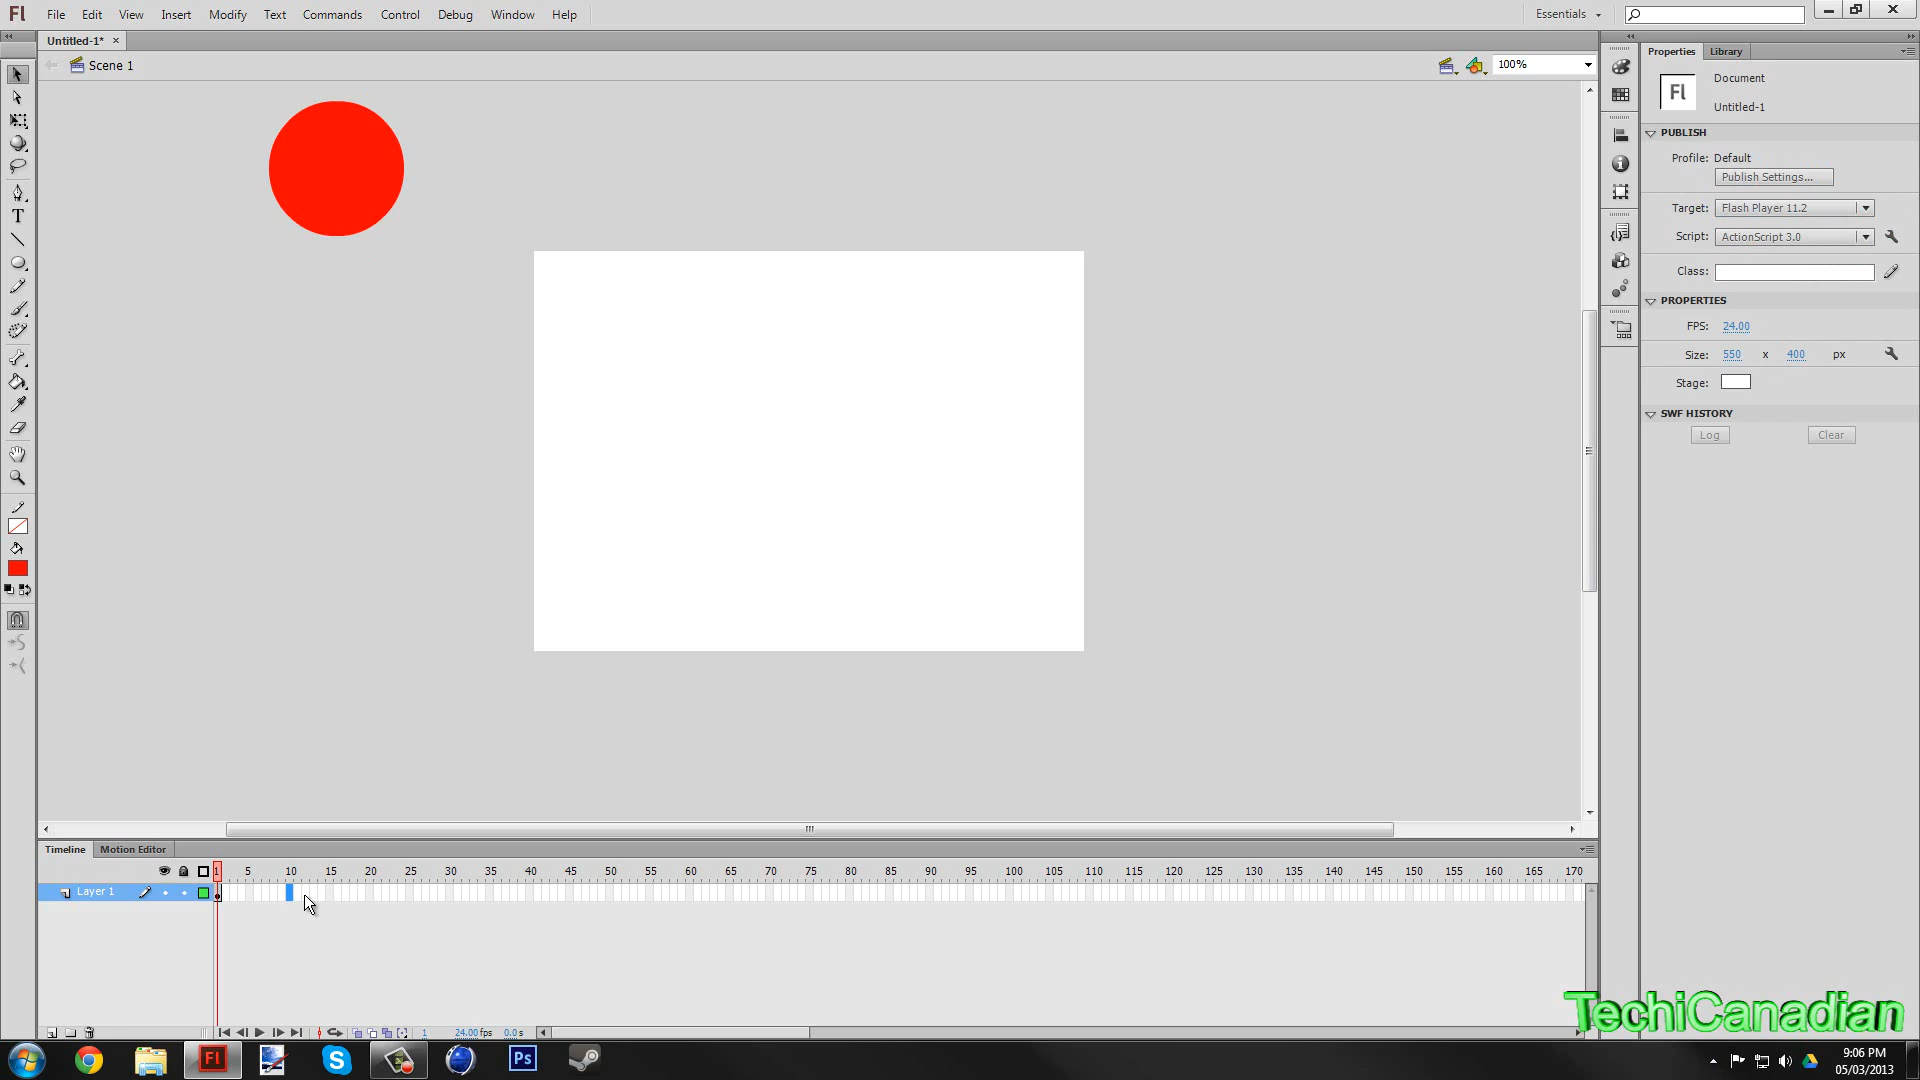 Fl File Edit View Insert Modify Text Commands Control Debug Window Help Essentials
Untitled-1* ×
Scene 1 100%
Properties Library
Document
Fl
Untitled-1
PUBLISH
Profile: Default
Publish Settings...
Target: Flash Player 11.2
Script: ActionScript 3.0
Class:
PROPERTIES
FPS: 24.00
Size: 550 x 400 px
Stage:
SWF HISTORY
Log Clear
T
Timeline Motion Editor
1 5 10 15 20 25 30 35 40 45 50 55 60 65 70 75 80 85 90 95 100 105 110 115 120 125 130 135 140 145 150 155 160 165 170
Layer 1
1 24.00 fps 0.0 s
TechiCanadian
Fl S Ps
9:06 PM
05/03/2013